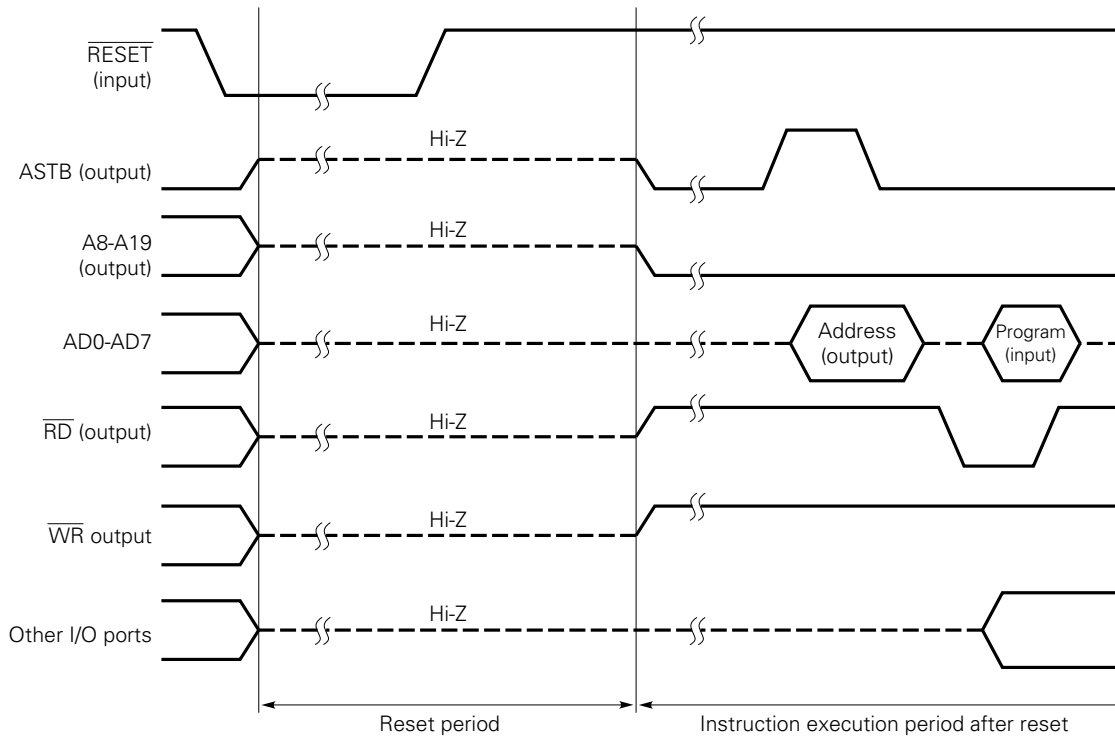 RESET
(input)
Hi-Z
ASTB (output)
Hi-Z
A8-A19
(output)
Hi-Z
AD0-AD7
Address
(output)
Program
(input)
Hi-Z
RD (output)
Hi-Z
WR output
Hi-Z
Other I/O ports
Reset period
Instruction execution period after reset